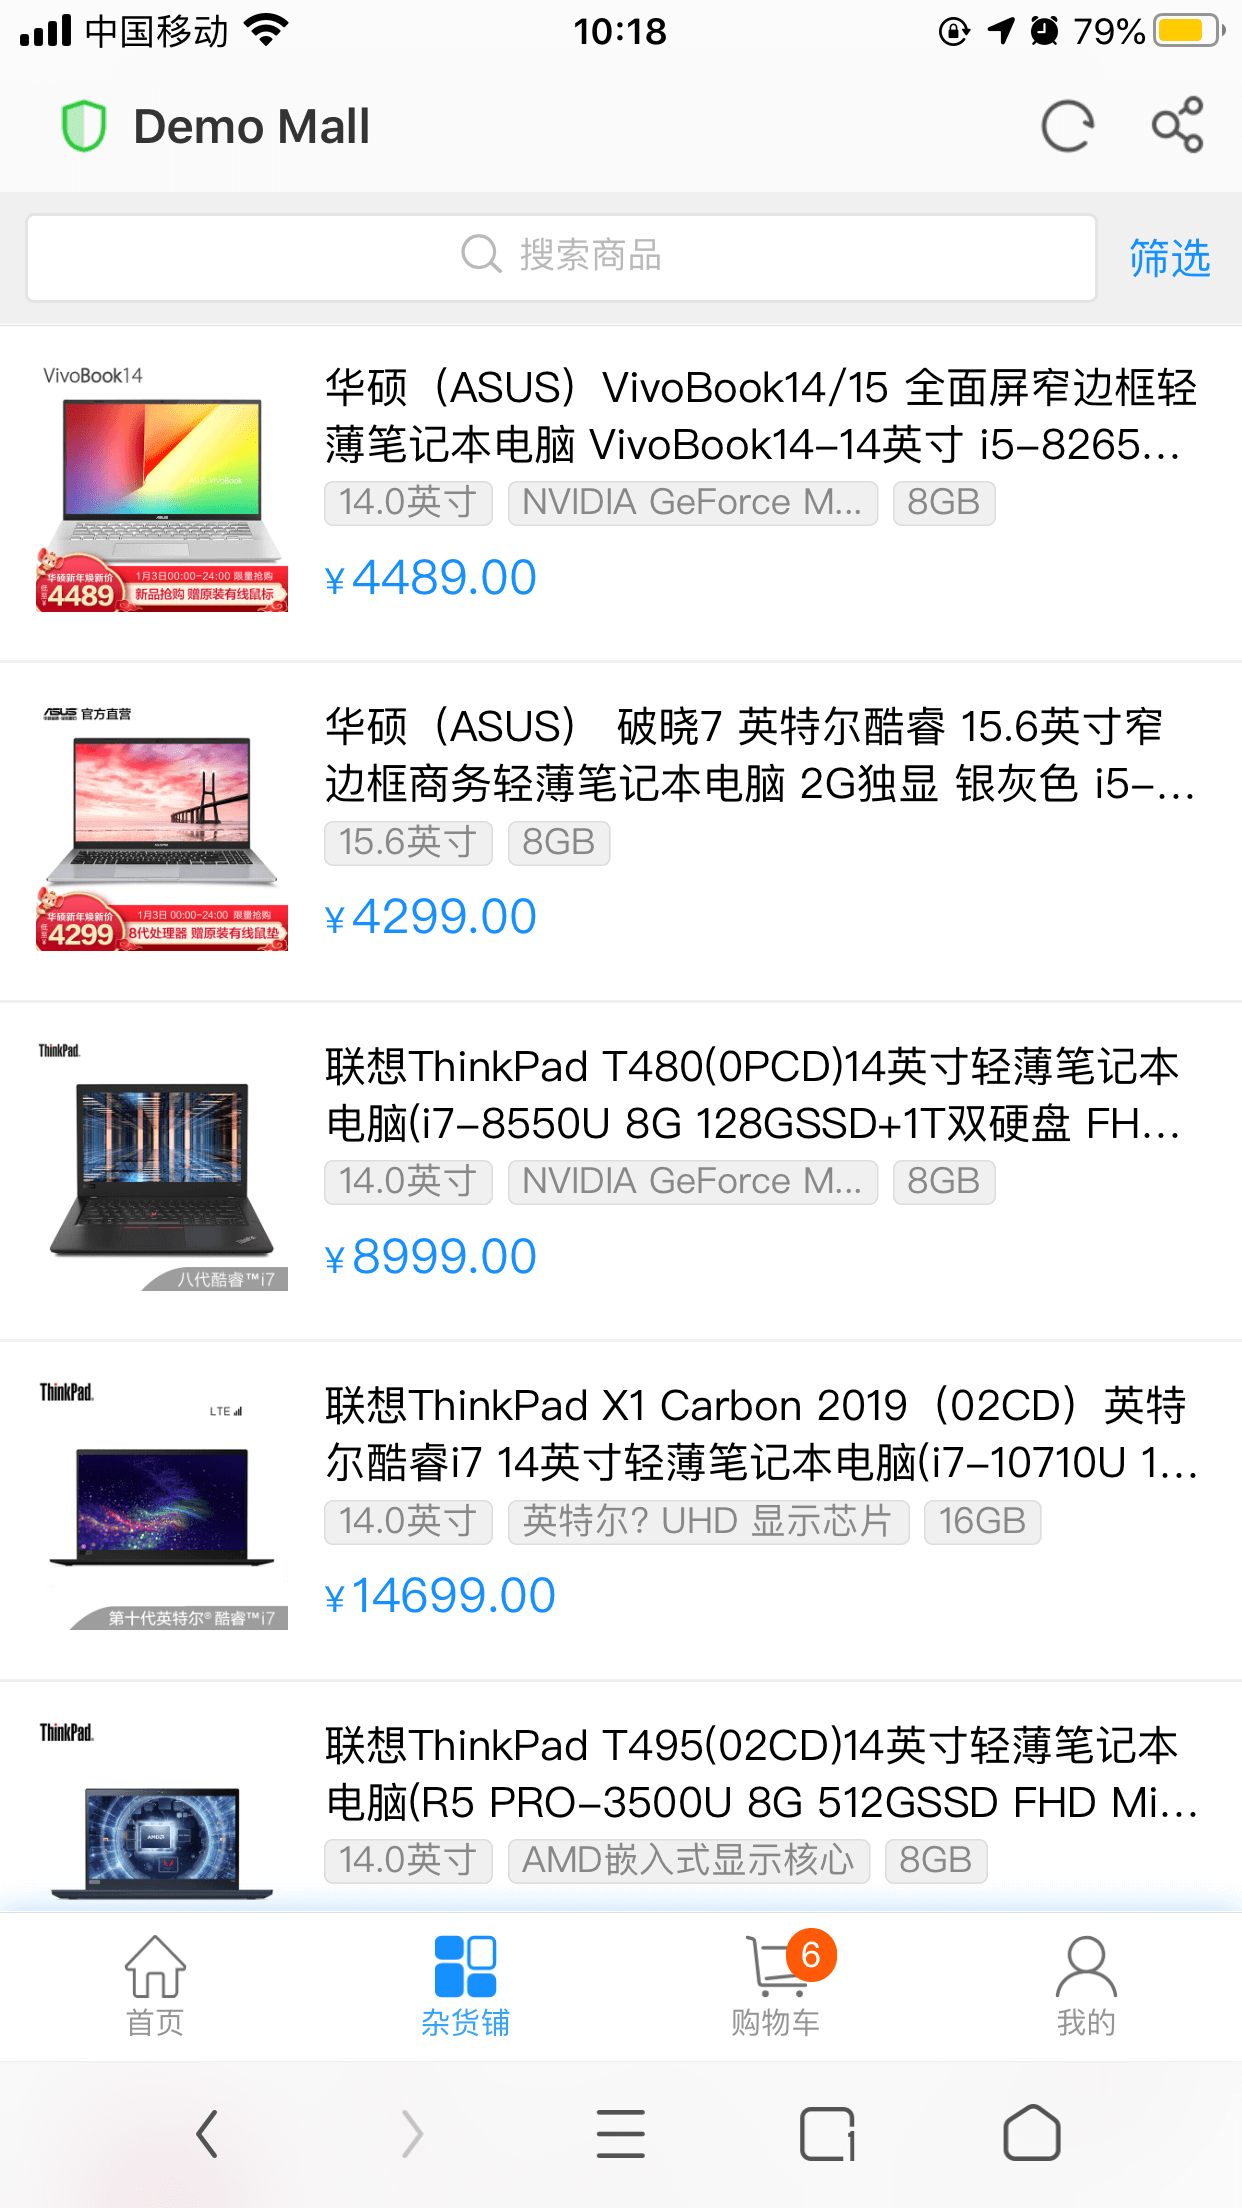 中国移动 10:18 79%
Demo Mall
搜索商品 筛选
VivoBook14
ASUS VivoBook
华硕新年焕新价 1月3日00:00-24:00 限量抢购
4489 新品抢购 赠原装有线鼠标
华硕（ASUS）VivoBook14/15 全面屏窄边框轻
薄笔记本电脑 VivoBook14-14英寸 i5-8265...
14.0英寸 NVIDIA GeForce M... 8GB
¥4489.00
ASUS 官方直营
华硕新年焕新价 1月3日 00:00-24:00 限量抢购
4299 8代处理器 赠原装有线鼠垫
华硕（ASUS） 破晓7 英特尔酷睿 15.6英寸窄
边框商务轻薄笔记本电脑 2G独显 银灰色 i5-...
15.6英寸 8GB
¥4299.00
ThinkPad
八代酷睿™i7
联想ThinkPad T480(0PCD)14英寸轻薄笔记本
电脑(i7-8550U 8G 128GSSD+1T双硬盘 FH...
14.0英寸 NVIDIA GeForce M... 8GB
¥8999.00
ThinkPad
LTE
第十代英特尔®酷睿™i7
联想ThinkPad X1 Carbon 2019（02CD）英特
尔酷睿i7 14英寸轻薄笔记本电脑(i7-10710U 1...
14.0英寸 英特尔? UHD 显示芯片 16GB
¥14699.00
ThinkPad
AMD
联想ThinkPad T495(02CD)14英寸轻薄笔记本
电脑(R5 PRO-3500U 8G 512GSSD FHD Mi...
14.0英寸 AMD嵌入式显示核心 8GB
6
首页 杂货铺 购物车 我的
1